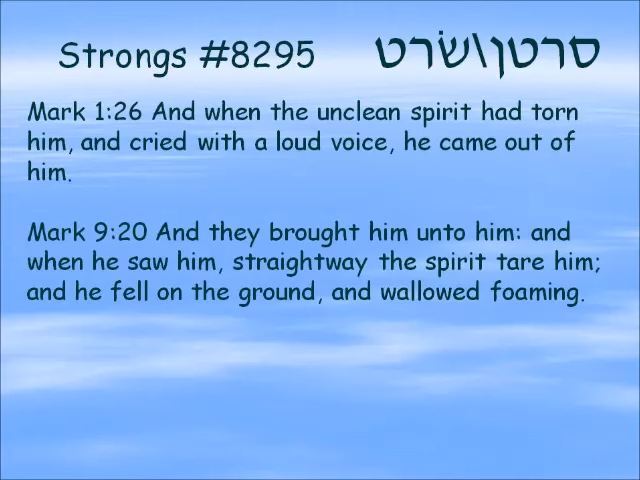 Strongs #8295 סרטן\שׂרט
Mark 1:26 And when the unclean spirit had torn
him, and cried with a loud voice, he came out of
him.
Mark 9:20 And they brought him unto him: and
when he saw him, straightway the spirit tare him;
and he fell on the ground, and wallowed foaming.